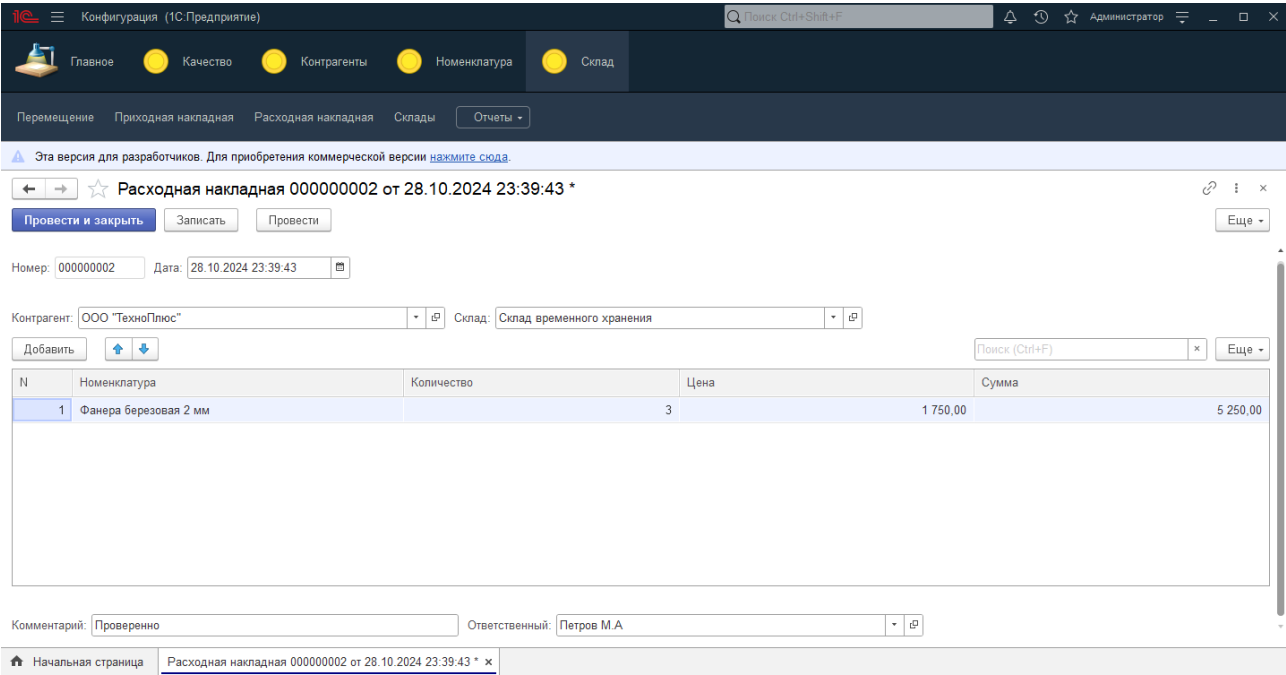 1С Конфигурация (1С:Предприятие) Поиск Ctrl+Shift+F Администратор
Главное Качество Контрагенты Номенклатура Склад
Перемещение Приходная накладная Расходная накладная Склады Отчеты
Эта версия для разработчиков. Для приобретения коммерческой версии нажмите сюда.
Расходная накладная 000000002 от 28.10.2024 23:39:43 *
Провести и закрыть Записать Провести Еще
Номер: 000000002 Дата: 28.10.2024 23:39:43
Контрагент: ООО "ТехноПлюс" Склад: Склад временного хранения
Добавить Поиск (Ctrl+F) × Еще
N Номенклатура Количество Цена Сумма
1 Фанера березовая 2 мм 3 1 750,00 5 250,00
Комментарий: Проверенно Ответственный: Петров М.А
Начальная страница Расходная накладная 000000002 от 28.10.2024 23:39:43 * ×